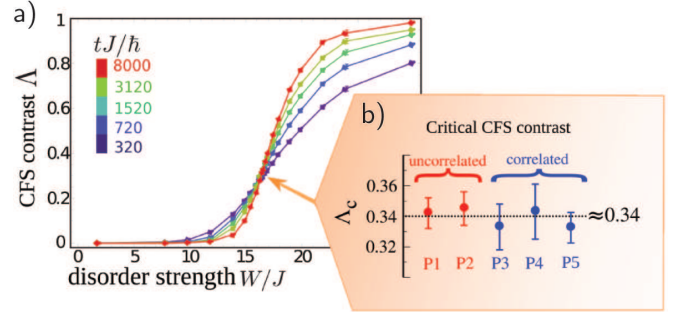 a)
1
0.8
0.6
0.4
0.2
0
CFS contrast Λ
tJ/ħ
8000
3120
1520
720
320
0 5 10 15 20
disorder strength W/J
b)
Critical CFS contrast
uncorrelated correlated
0.36
0.34
0.32
Λc
≈0.34
P1 P2 P3 P4 P5